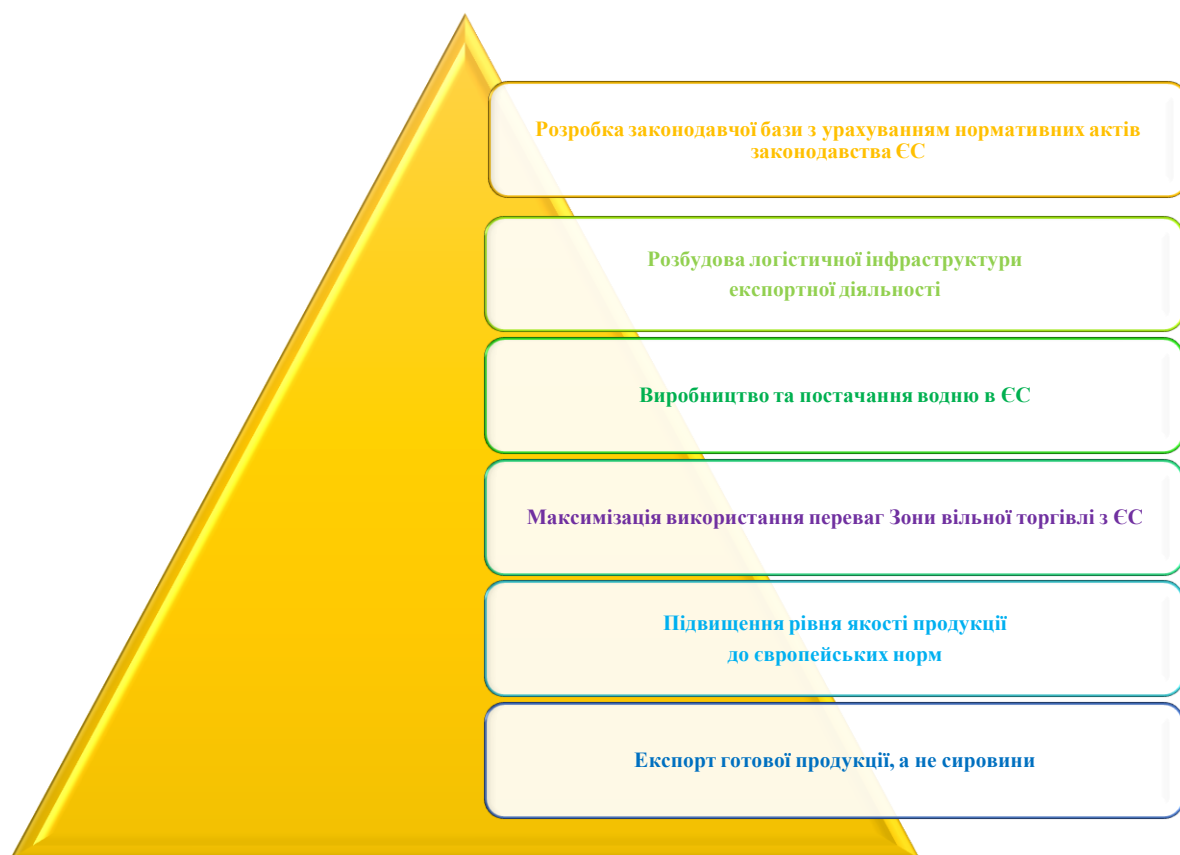 Розробка законодавчої бази з урахуванням нормативних актів
законодавства ЄС
Розбудова логістичної інфраструктури
експортної діяльності
Виробництво та постачання водню в ЄС
Максимізація використання переваг Зони вільної торгівлі з ЄС
Підвищення рівня якості продукції
до європейських норм
Експорт готової продукції, а не сировини